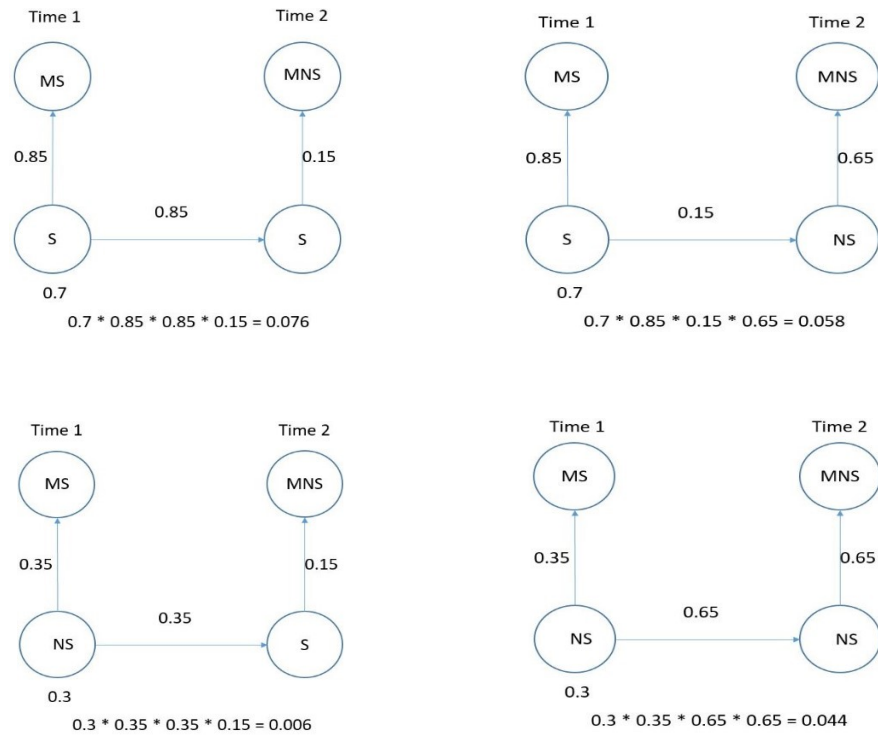 Time 1 Time 2
MS MNS
0.85 0.15
0.85
S S
0.7
0.7 * 0.85 * 0.85 * 0.15 = 0.076
Time 1 Time 2
MS MNS
0.85 0.65
0.15
S NS
0.7
0.7 * 0.85 * 0.15 * 0.65 = 0.058
Time 1 Time 2
MS MNS
0.35 0.15
0.35
NS S
0.3
0.3 * 0.35 * 0.35 * 0.15 = 0.006
Time 1 Time 2
MS MNS
0.35 0.65
0.65
NS NS
0.3
0.3 * 0.35 * 0.65 * 0.65 = 0.044